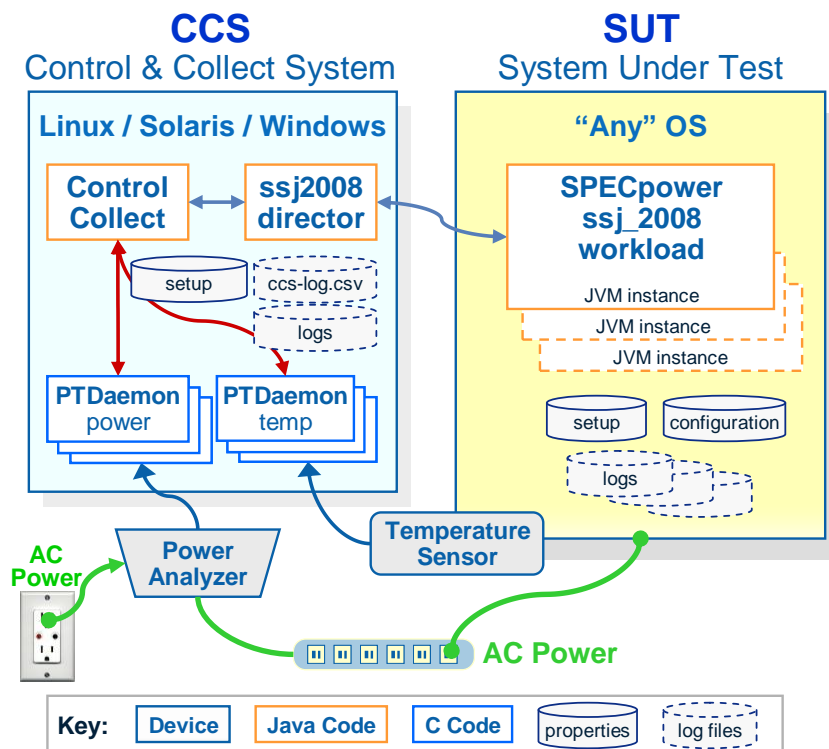 CCS
Control & Collect System
SUT
System Under Test
Linux / Solaris / Windows
"Any" OS
Control
Collect
ssj2008
director
SPECpower
ssj_2008
workload
JVM instance
JVM instance
JVM instance
setup
ccs-log.csv
logs
PTDaemon
power
PTDaemon
temp
setup
configuration
logs
Power
Analyzer
Temperature
Sensor
AC
Power
AC Power
Key:
Device
Java Code
C Code
properties
log files